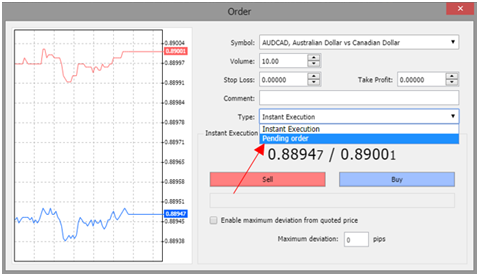 Order
0.89004
0.89001
0.88997
0.88991
0.88984
0.88978
0.88971
0.88964
0.88958
0.88951
0.88947
0.88945
0.88938
Symbol: AUDCAD, Australian Dollar vs Canadian Dollar
Volume: 10.00
Stop Loss: 0.00000 Take Profit: 0.00000
Comment:
Type: Instant Execution
Instant Execution
Pending order
Instant Execution
0.88947 / 0.89001
Sell Buy
Enable maximum deviation from quoted price
Maximum deviation: 0 pips